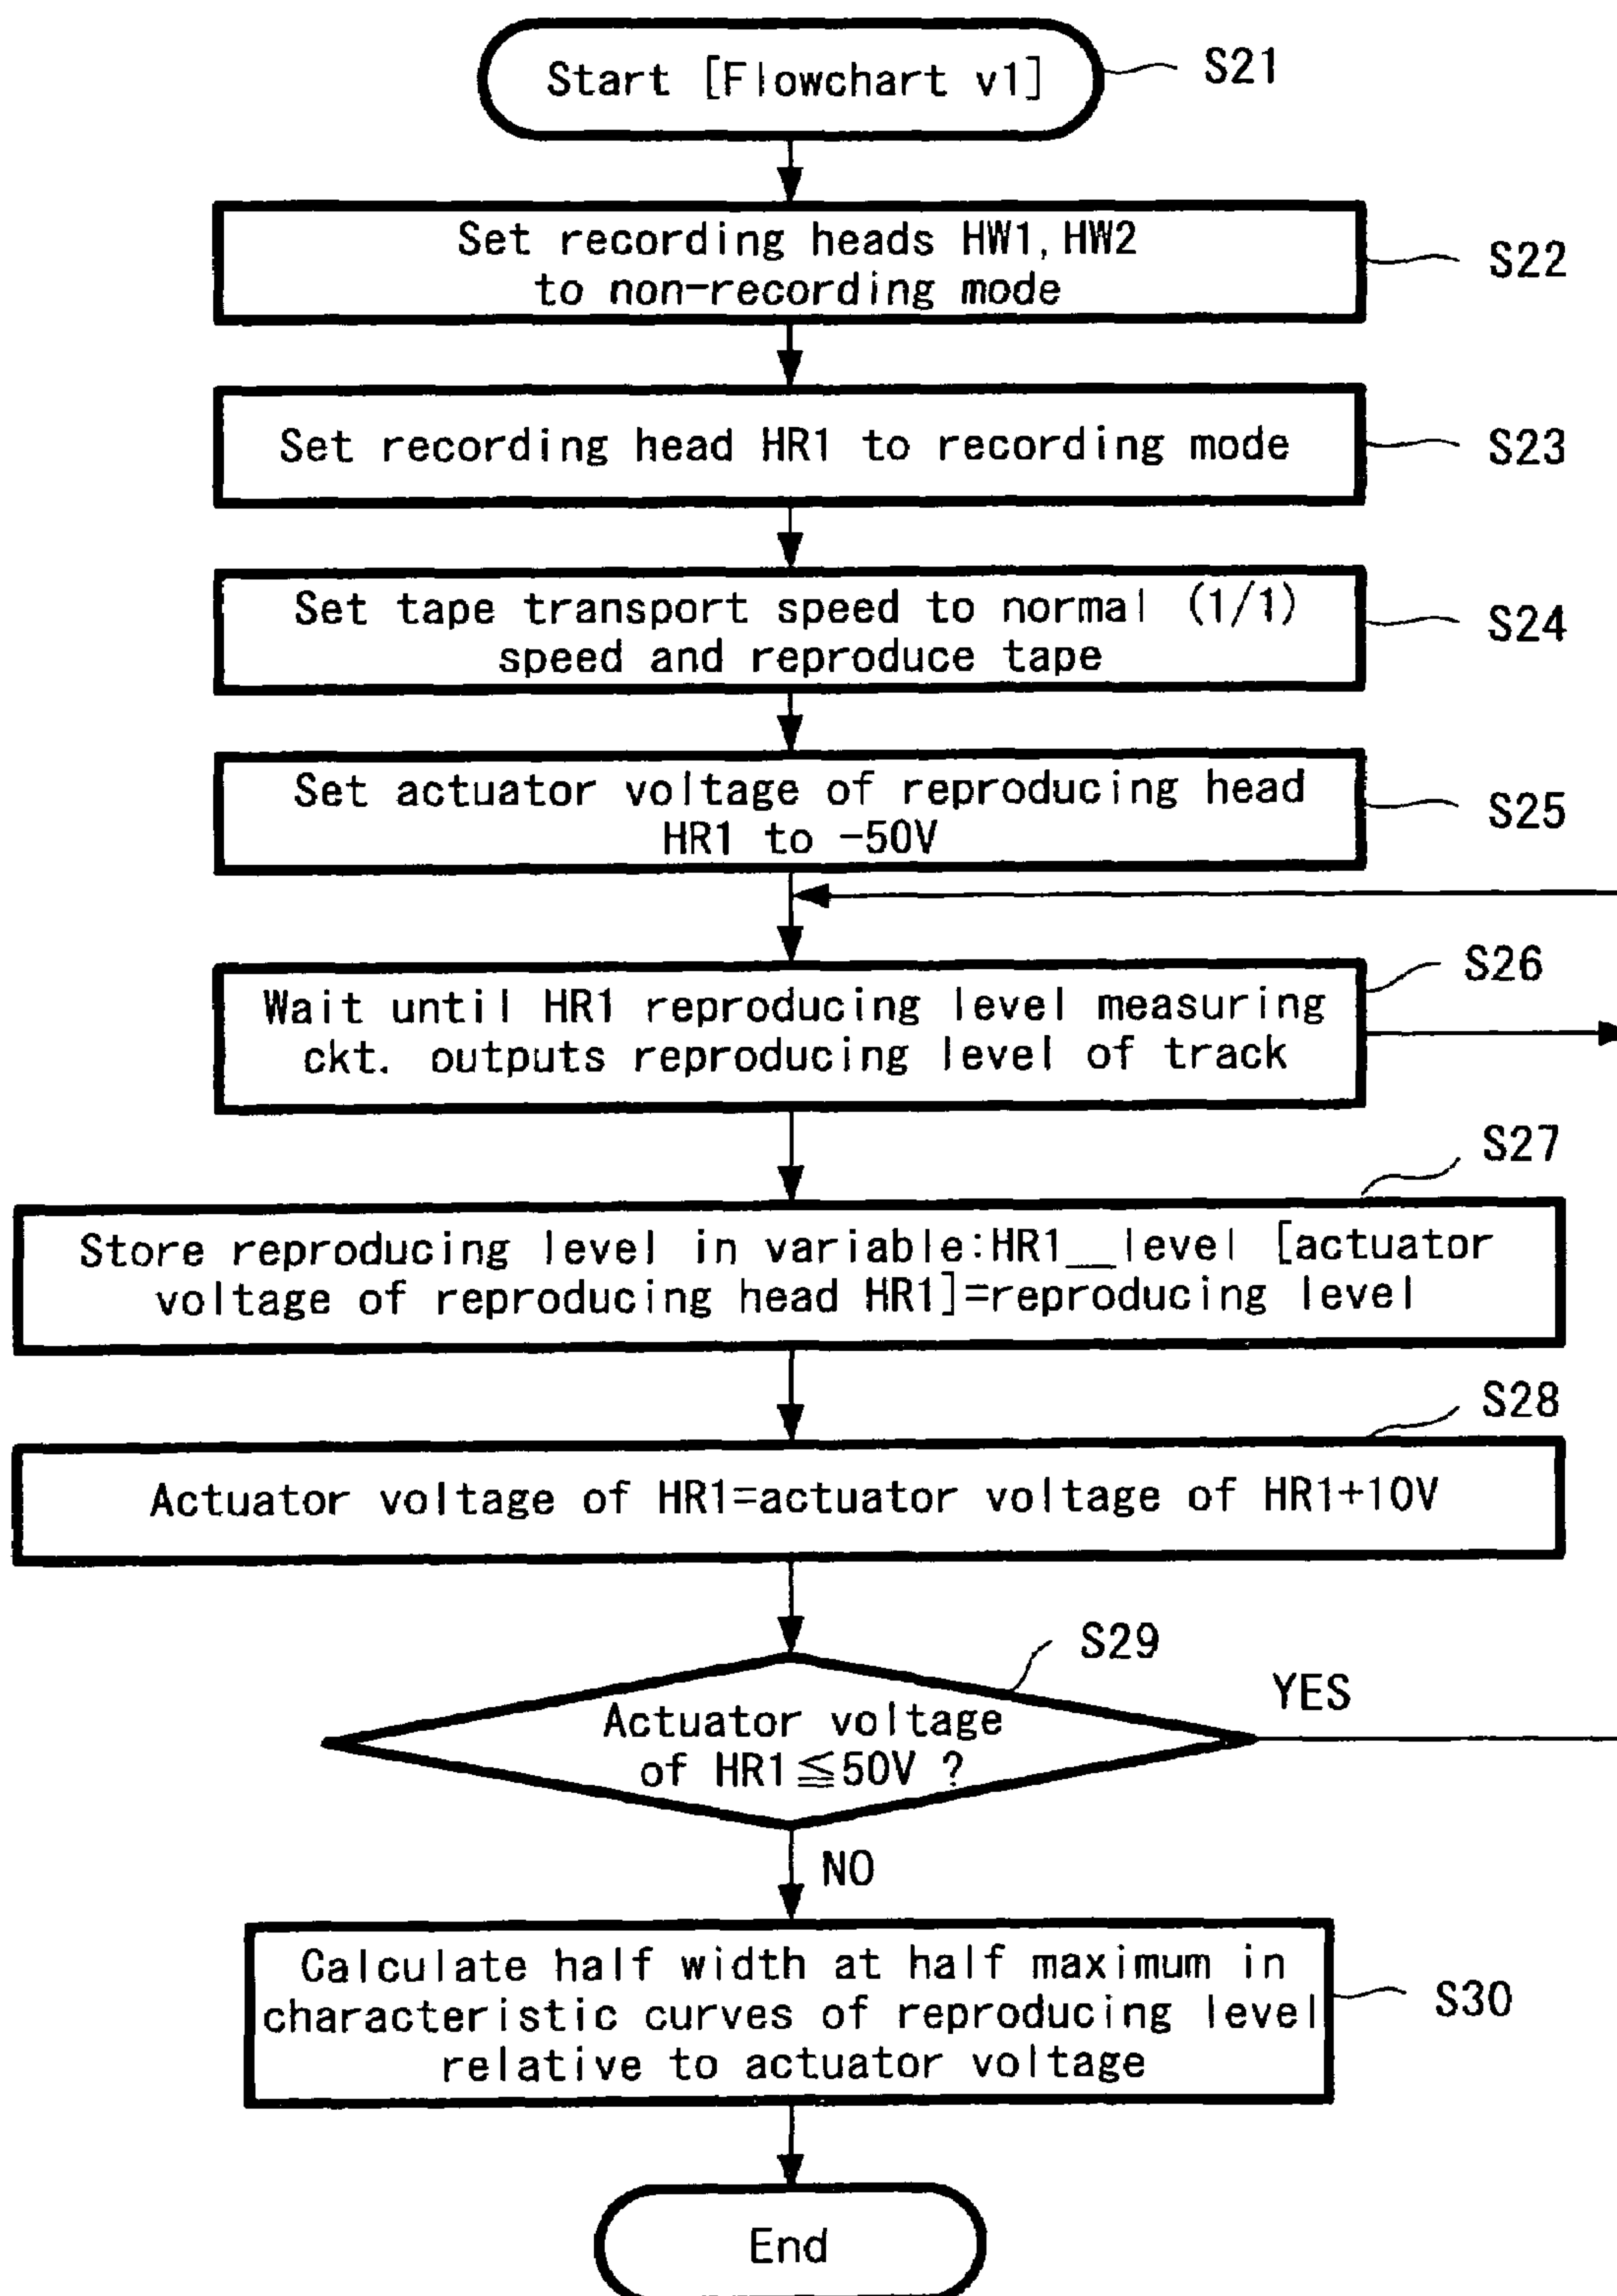 Start [Flowchart v1]
S21
Set recording heads HW1, HW2
to non-recording mode
S22
Set recording head HR1 to recording mode
S23
Set tape transport speed to normal (1/1)
speed and reproduce tape
S24
Set actuator voltage of reproducing head
HR1 to -50V
S25
Wait until HR1 reproducing level measuring
ckt. outputs reproducing level of track
S26
S27
Store reproducing level in variable:HR1__level [actuator
voltage of reproducing head HR1]=reproducing level
S28
Actuator voltage of HR1=actuator voltage of HR1+10V
S29
Actuator voltage
of HR1≦50V ?
YES
NO
Calculate half width at half maximum in
characteristic curves of reproducing level
relative to actuator voltage
S30
End